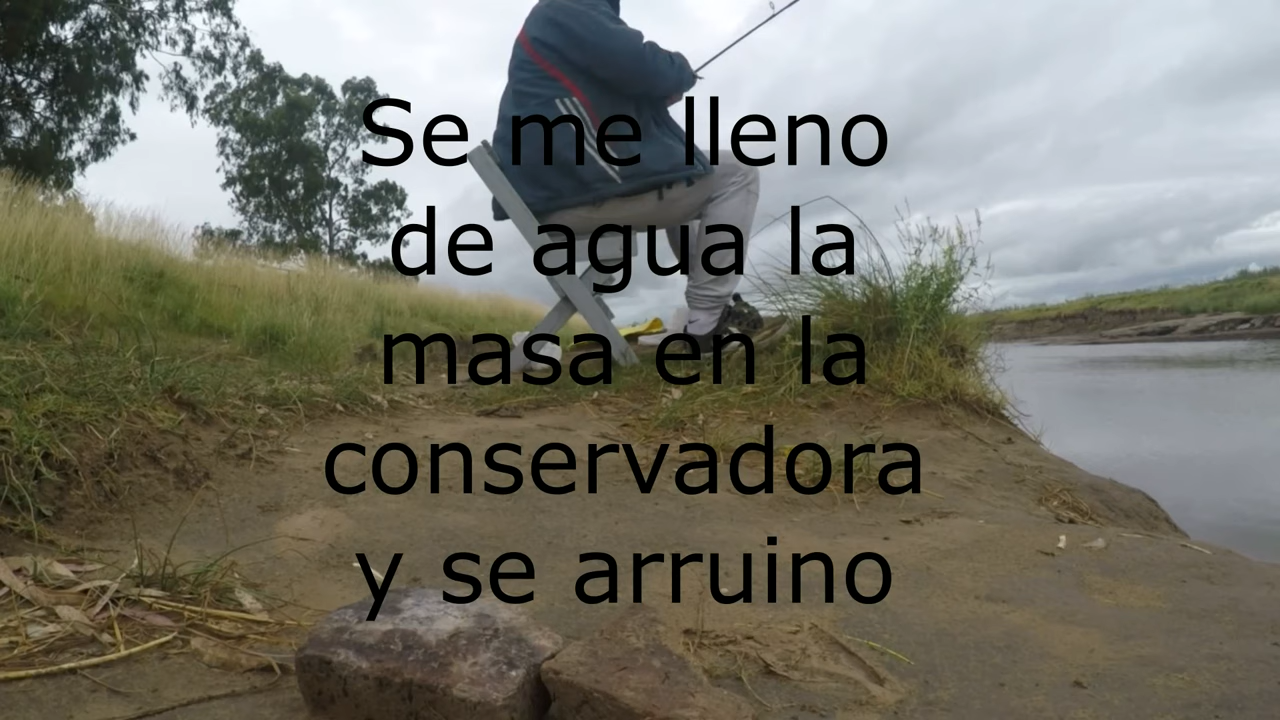 Se me lleno
de agua la
masa en la
conservadora
y se arruino